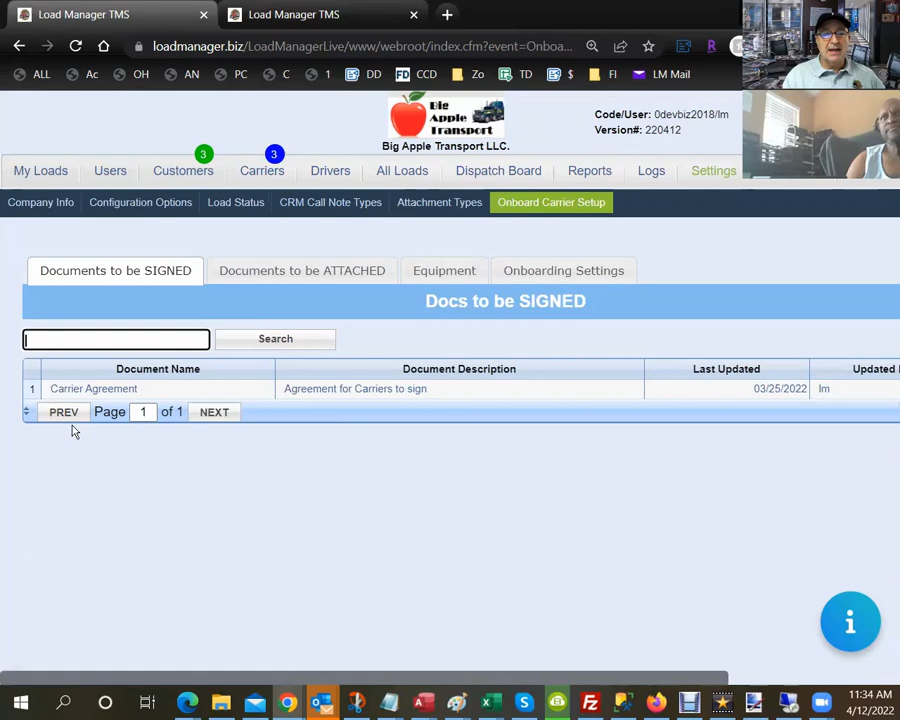 Load Manager TMS
Load Manager TMS
loadmanager.biz/LoadManagerLive/www/webroot/index.cfm?event=Onboa...
ALL Ac OH AN PC C 1 DD FD CCD Zo TD $ FI LM Mail
Big
Apple
Transport
Big Apple Transport LLC.
Code/User: 0devbiz2018/lm
Version#: 220412
3
3
My Loads Users Customers Carriers Drivers All Loads Dispatch Board Reports Logs Settings
Company Info Configuration Options Load Status CRM Call Note Types Attachment Types Onboard Carrier Setup
Documents to be SIGNED Documents to be ATTACHED Equipment Onboarding Settings
Docs to be SIGNED
Search
Document Name Document Description Last Updated Updated
1 Carrier Agreement Agreement for Carriers to sign 03/25/2022 lm
PREV Page 1 of 1 NEXT
i
11:34 AM
4/12/2022